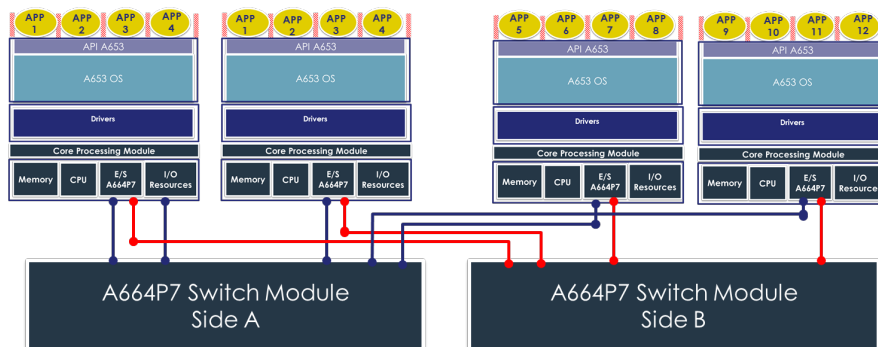 APP 1
APP 2
APP 3
APP 4
API A653
A653 OS
Drivers
Core Processing Module
Memory
CPU
E/S
A664P7
I/O
Resources
APP 1
APP 2
APP 3
APP 4
API A653
A653 OS
Drivers
Core Processing Module
Memory
CPU
E/S
A664P7
I/O
Resources
APP 5
APP 6
APP 7
APP 8
API A653
A653 OS
Drivers
Core Processing Module
Memory
CPU
E/S
A664P7
I/O
Resources
APP 9
APP 10
APP 11
APP 12
API A653
A653 OS
Drivers
Core Processing Module
Memory
CPU
E/S
A664P7
I/O
Resources
A664P7 Switch Module
Side A
A664P7 Switch Module
Side B